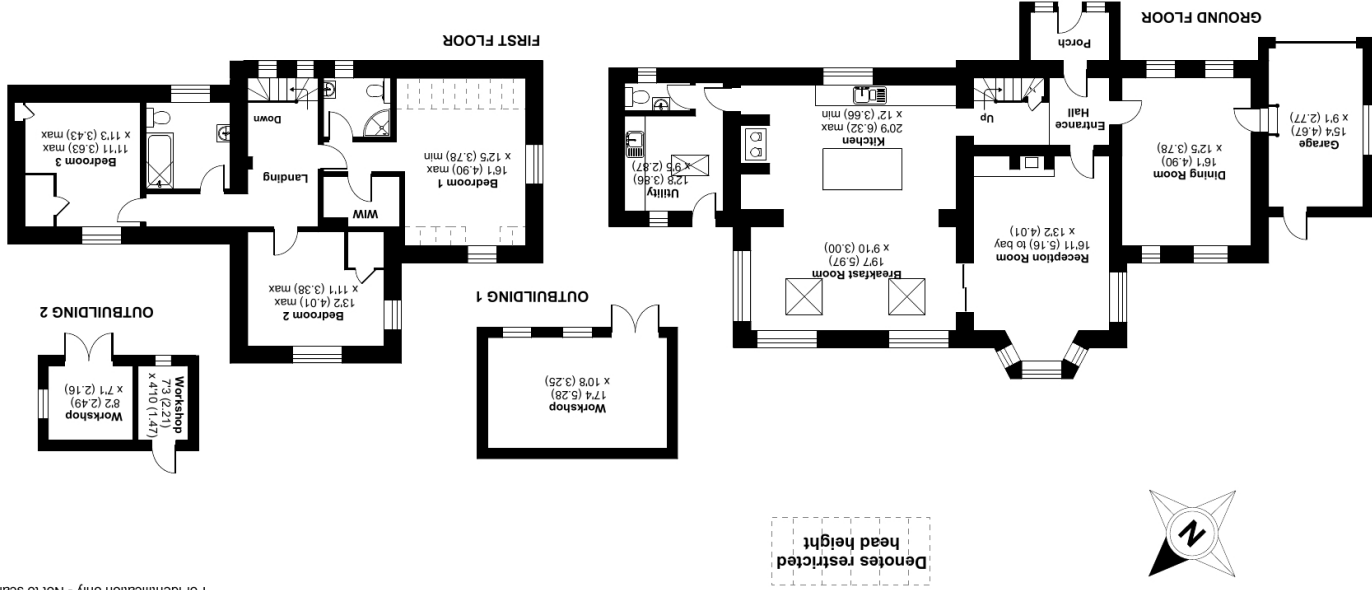 For identification only - Not to scale
Denotes restricted
head height
N
Workshop
17'4 (5.28)
x 10'8 (3.25)
OUTBUILDING 1
Workshop
7'3 (2.21)
x 4'10 (1.47)
Workshop
8'2 (2.49)
x 7'1 (2.16)
OUTBUILDING 2
Breakfast Room
19'7 (5.97)
x 9'10 (3.00)
Reception Room
16'11 (5.16) to bay
x 13'2 (4.01)
Garage
15'4 (4.67)
x 9'1 (2.77)
Dining Room
16'1 (4.90)
x 12'5 (3.78)
Entrance
Hall
Up
Kitchen
20'9 (6.32) max
x 12' (3.66) min
Utility
12'8 (3.86)
x 9'5 (2.87)
Porch
GROUND FLOOR
Bedroom 2
13'2 (4.01) max
x 11'1 (3.38) max
WIW
Bedroom 1
16'1 (4.90) max
x 12'5 (3.78) min
Landing
Down
Bedroom 3
11'11 (3.63) max
x 11'3 (3.43) max
FIRST FLOOR